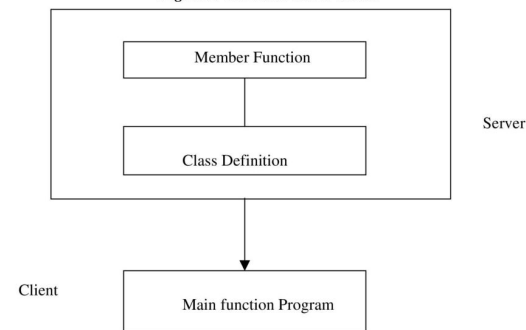 Member Function
Server
Class Definition
Client
Main function Program